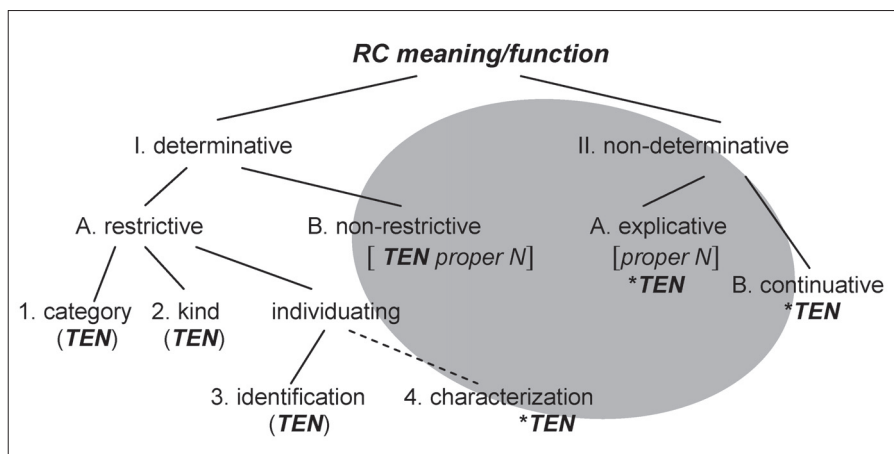 RC meaning/function
I. determinative II. non-determinative
A. restrictive B. non-restrictive A. explicative
[ TEN proper N] [proper N]
*TEN B. continuative
*TEN
1. category 2. kind individuating
(TEN) (TEN)
3. identification 4. characterization
(TEN) *TEN